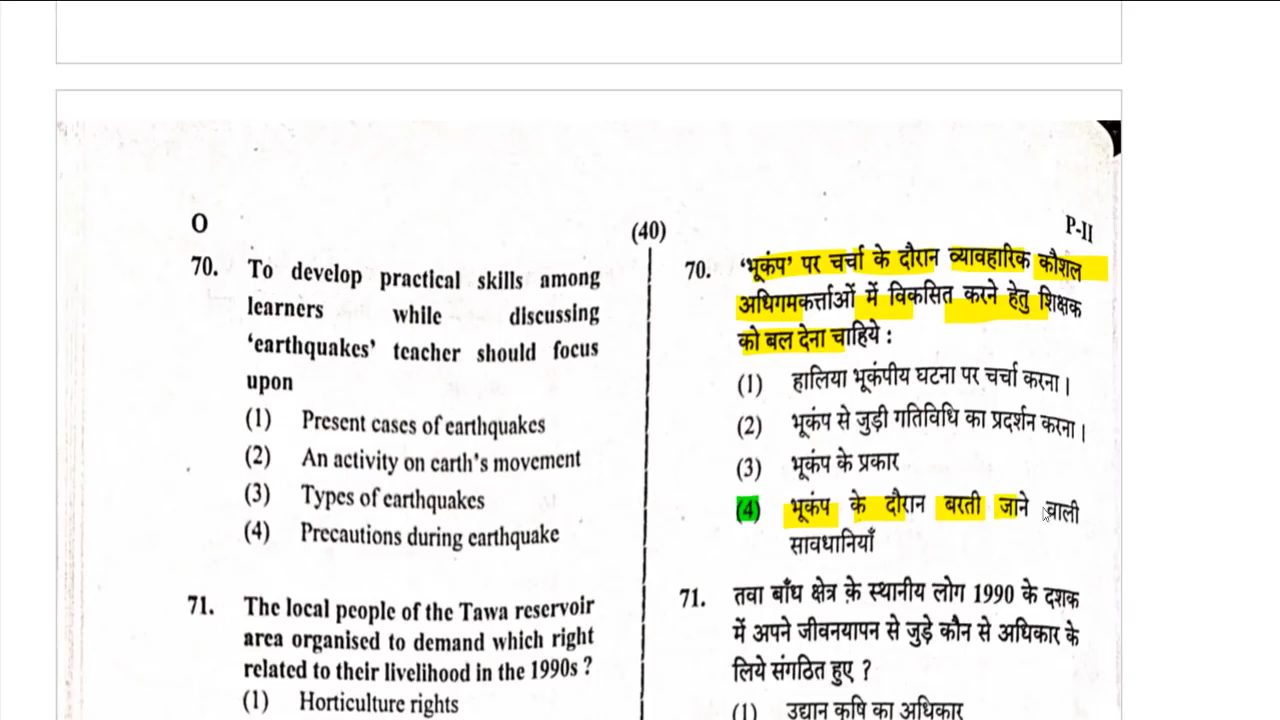 O
(40)
P-II
70. To develop practical skills among
learners while discussing
‘earthquakes’ teacher should focus
upon
(1) Present cases of earthquakes
(2) An activity on earth’s movement
(3) Types of earthquakes
(4) Precautions during earthquake
71. The local people of the Tawa reservoir
area organised to demand which right
related to their livelihood in the 1990s ?
(1) Horticulture rights
70. ‘भूकंप’ पर चर्चा के दौरान व्यावहारिक कौशल
अधिगमकर्त्ताओं में विकसित करने हेतु शिक्षक
को बल देना चाहिये :
(1) हालिया भूकंपीय घटना पर चर्चा करना।
(2) भूकंप से जुड़ी गतिविधि का प्रदर्शन करना।
(3) भूकंप के प्रकार
(4) भूकंप के दौरान बरती जाने वाली
सावधानियाँ
71. तवा बाँध क्षेत्र के स्थानीय लोग 1990 के दशक
में अपने जीवनयापन से जुड़े कौन से अधिकार के
लिये संगठित हुए ?
(1) उद्यान कृषि का अधिकार